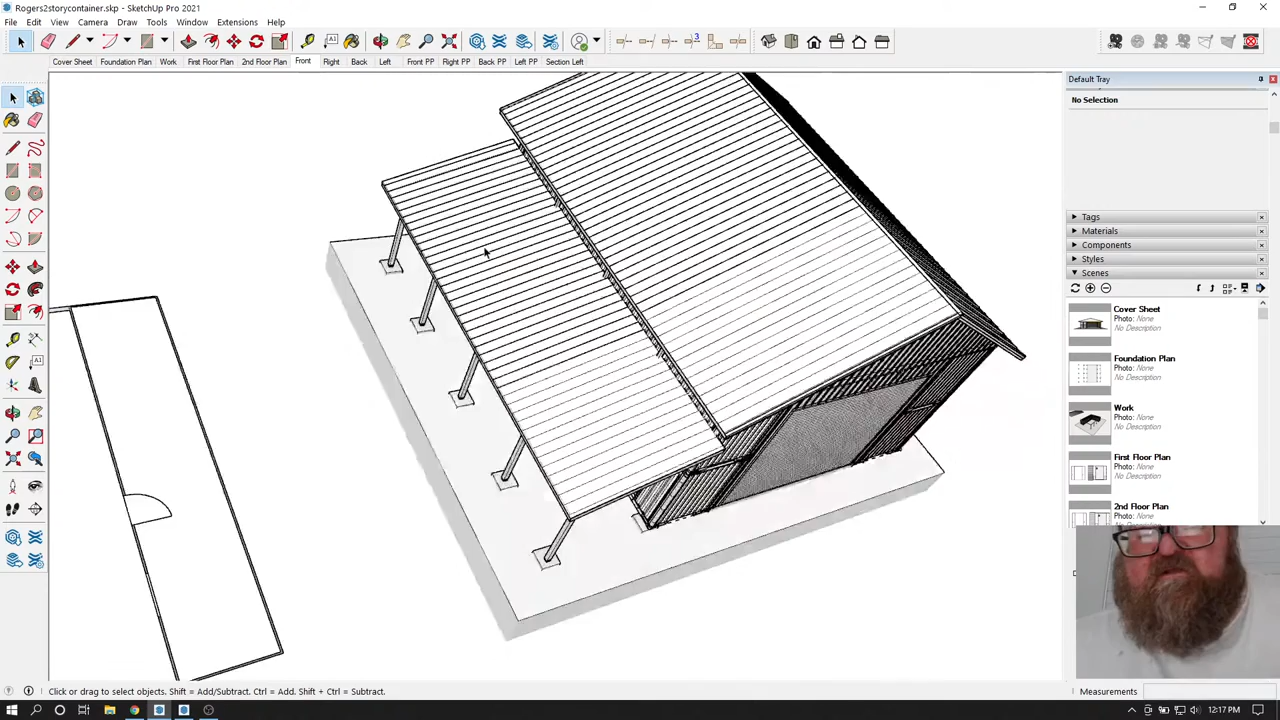 Rogers2storycontainer.skp - SketchUp Pro 2021
File Edit View Camera Draw Tools Window Extensions Help
3
A1
Cover Sheet Foundation Plan Work First Floor Plan 2nd Floor Plan Front Right Back Left Front PP Right PP Back PP Left PP Section Left
Default Tray
No Selection
Tags
Materials
Components
Styles
Scenes
Cover Sheet
Photo: None
No Description
Foundation Plan
Photo: None
No Description
Work
Photo: None
No Description
First Floor Plan
Photo: None
No Description
2nd Floor Plan
Photo: None
A1
Click or drag to select objects. Shift = Add/Subtract. Ctrl = Add. Shift + Ctrl = Subtract.
Measurements
12:17 PM